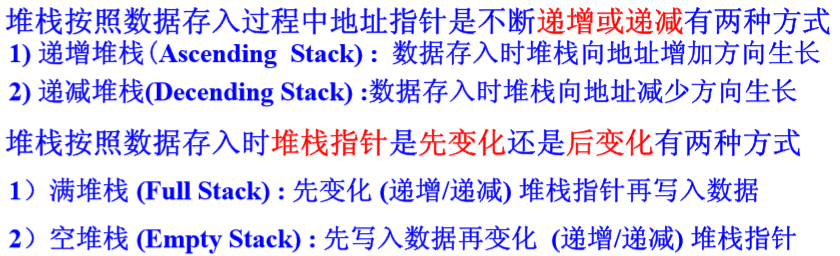 堆栈按照数据存入过程中地址指针是不断递增或递减有两种方式
1) 递增堆栈(Ascending Stack) : 数据存入时堆栈向地址增加方向生长
2) 递减堆栈(Decending Stack) :数据存入时堆栈向地址减少方向生长
堆栈按照数据存入时堆栈指针是先变化还是后变化有两种方式
1）满堆栈 (Full Stack) : 先变化 (递增/递减) 堆栈指针再写入数据
2）空堆栈 (Empty Stack) : 先写入数据再变化 (递增/递减) 堆栈指针